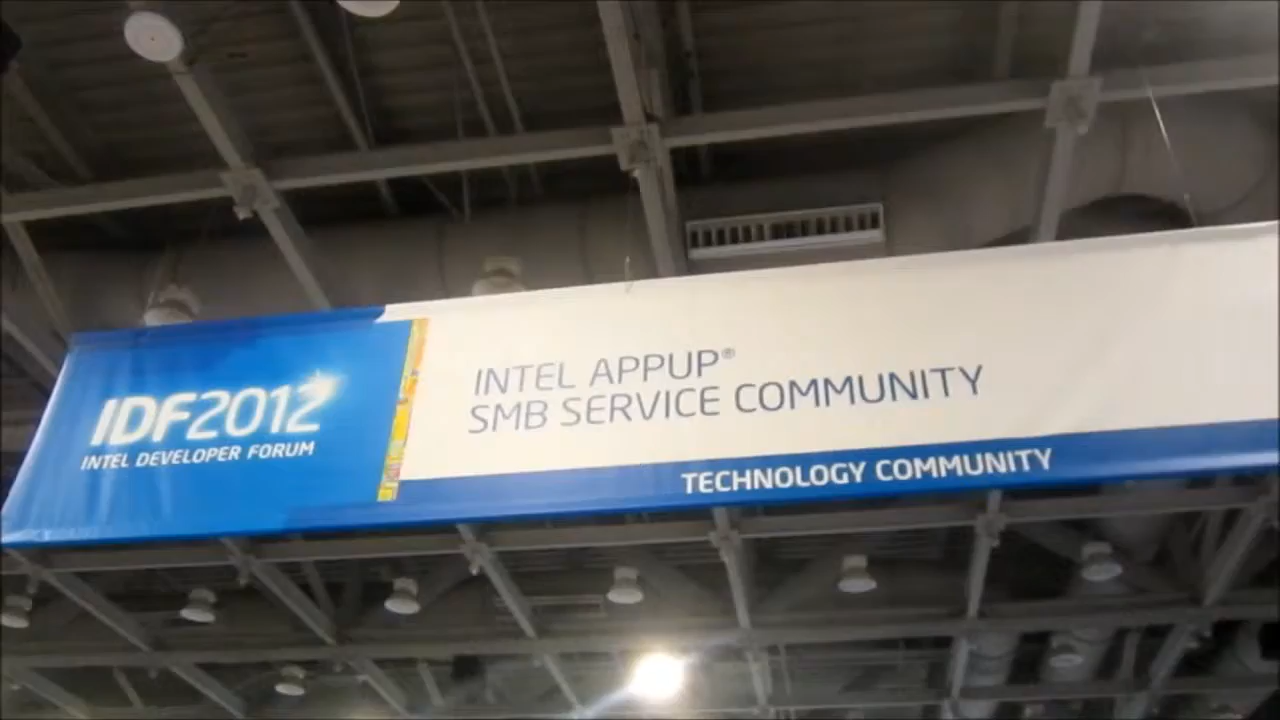 IDF2012
INTEL DEVELOPER FORUM
INTEL APPUP®
SMB SERVICE COMMUNITY
TECHNOLOGY COMMUNITY